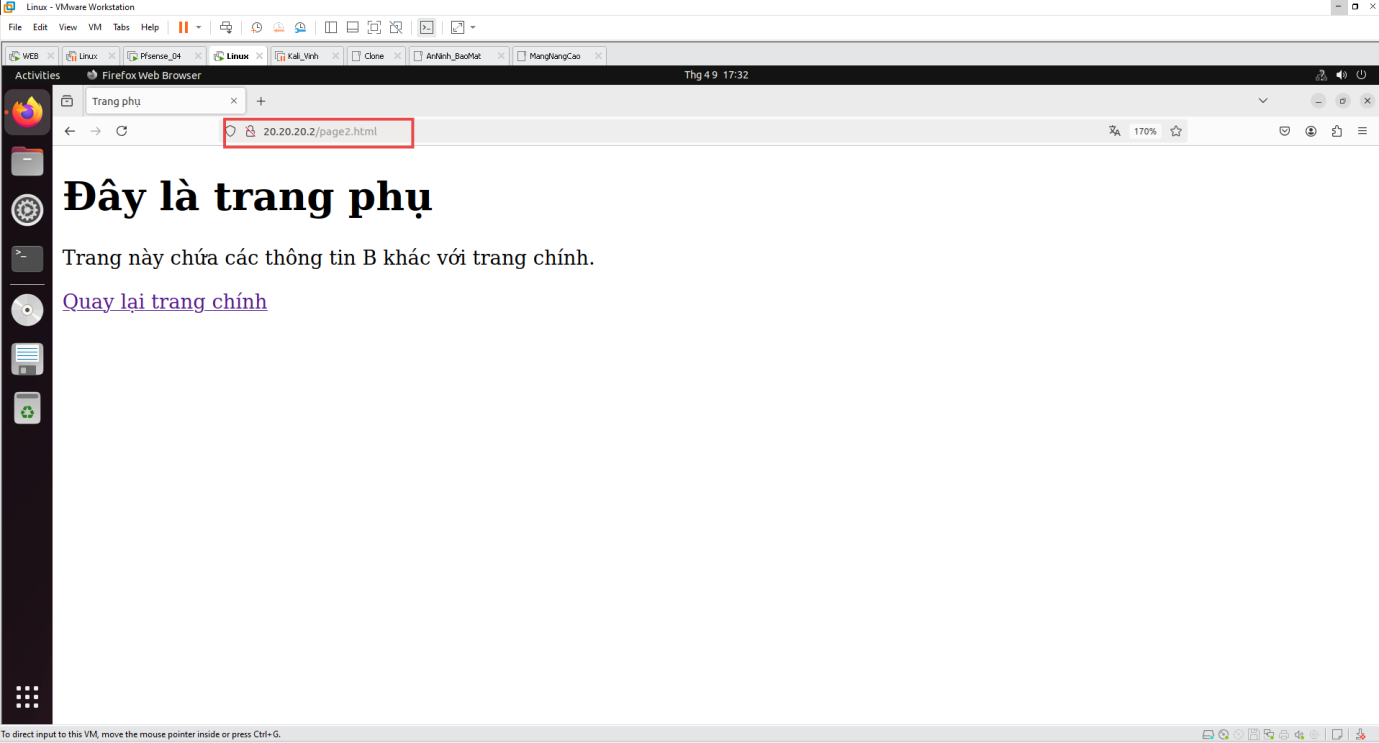 Linux - VMware Workstation
File Edit View VM Tabs Help
WEB Linux Pfsense_04 Linux Kali_Vinh Clone AnNinh_BaoMat MangNangCao
Activities Firefox Web Browser Thg 4 9 17:32
Trang phụ
20.20.20.2/page2.html 170%
Đây là trang phụ
Trang này chứa các thông tin B khác với trang chính.
Quay lại trang chính
To direct input to this VM, move the mouse pointer inside or press Ctrl+G.